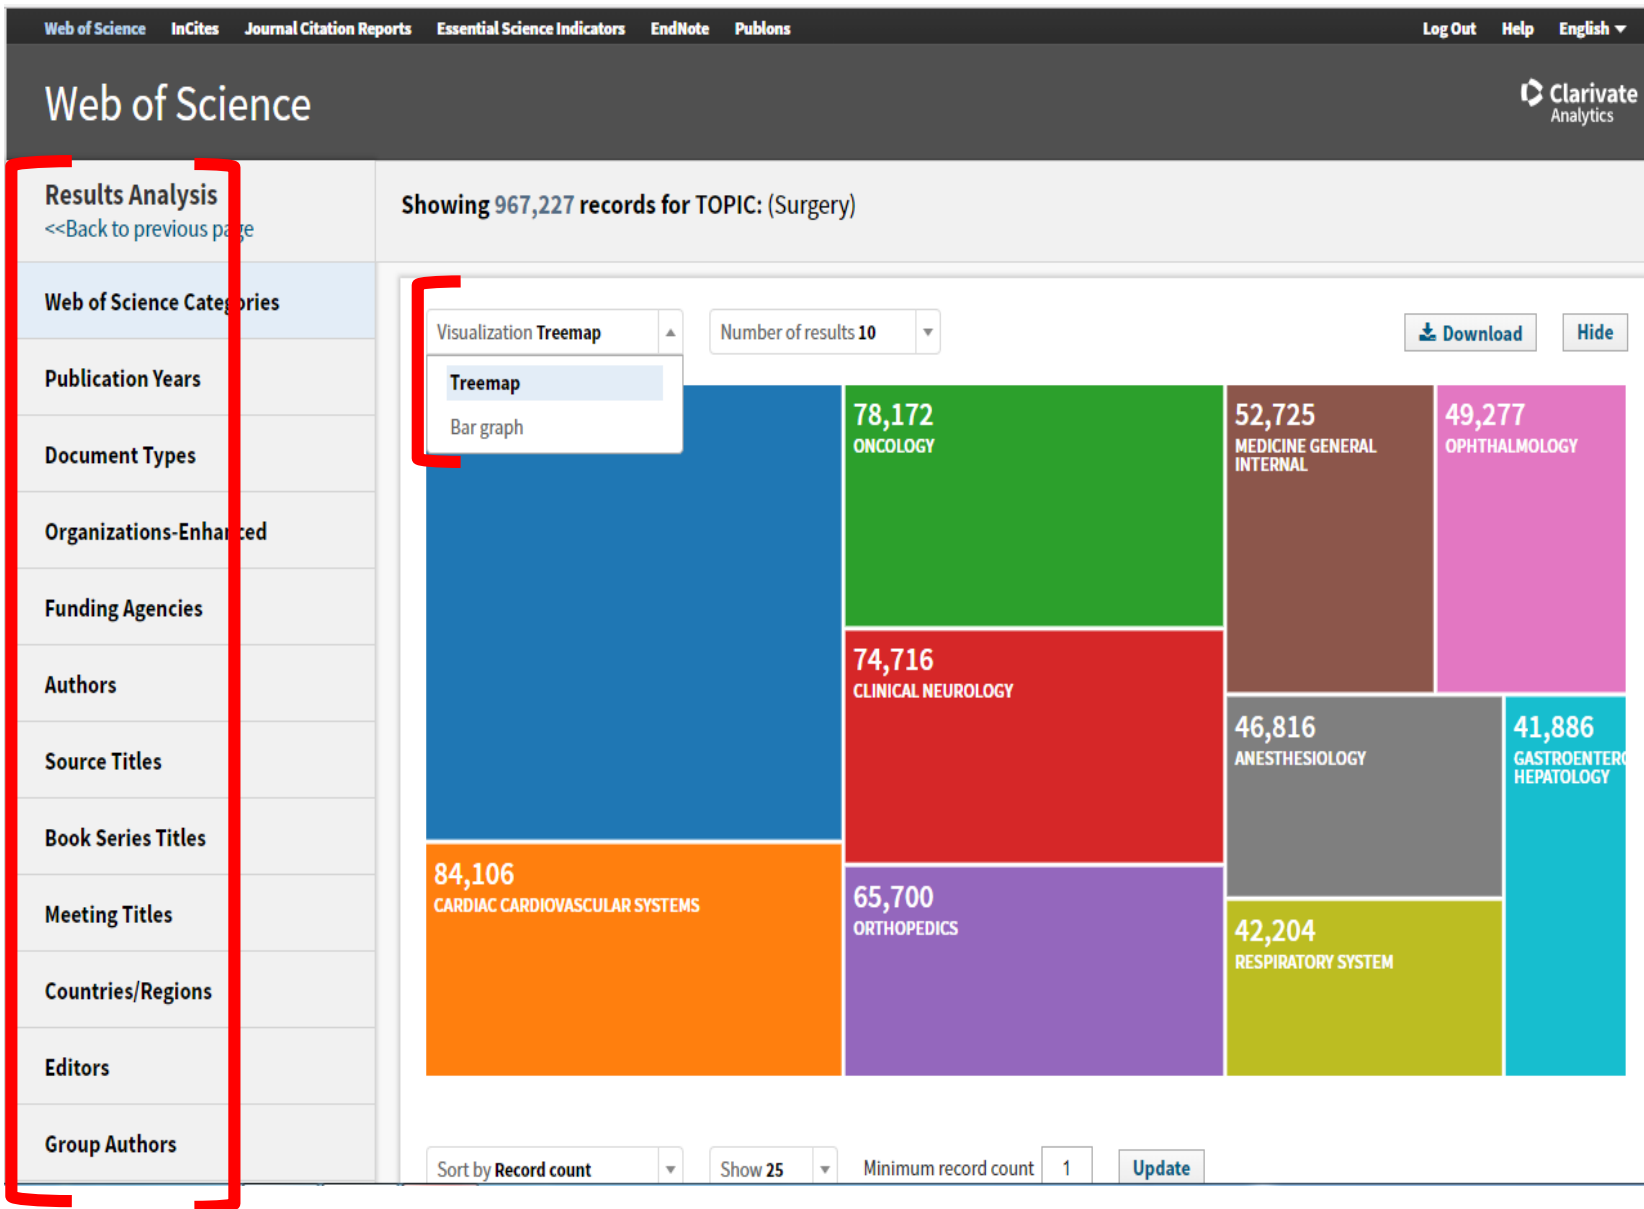 Web of Science InCites Journal Citation Reports Essential Science Indicators EndNote Publons Log Out Help English
Web of Science
Clarivate
Analytics
Results Analysis
<<Back to previous page
Showing 967,227 records for TOPIC: (Surgery)
Web of Science Categories
Publication Years
Document Types
Organizations-Enhanced
Funding Agencies
Authors
Source Titles
Book Series Titles
Meeting Titles
Countries/Regions
Editors
Group Authors
Visualization Treemap
Number of results 10
Download
Hide
Treemap
Bar graph
78,172
ONCOLOGY
52,725
MEDICINE GENERAL
INTERNAL
49,277
OPHTHALMOLOGY
74,716
CLINICAL NEUROLOGY
46,816
ANESTHESIOLOGY
41,886
GASTROENTERO
HEPATOLOGY
84,106
CARDIAC CARDIOVASCULAR SYSTEMS
65,700
ORTHOPEDICS
42,204
RESPIRATORY SYSTEM
Sort by Record count
Show 25
Minimum record count 1
Update